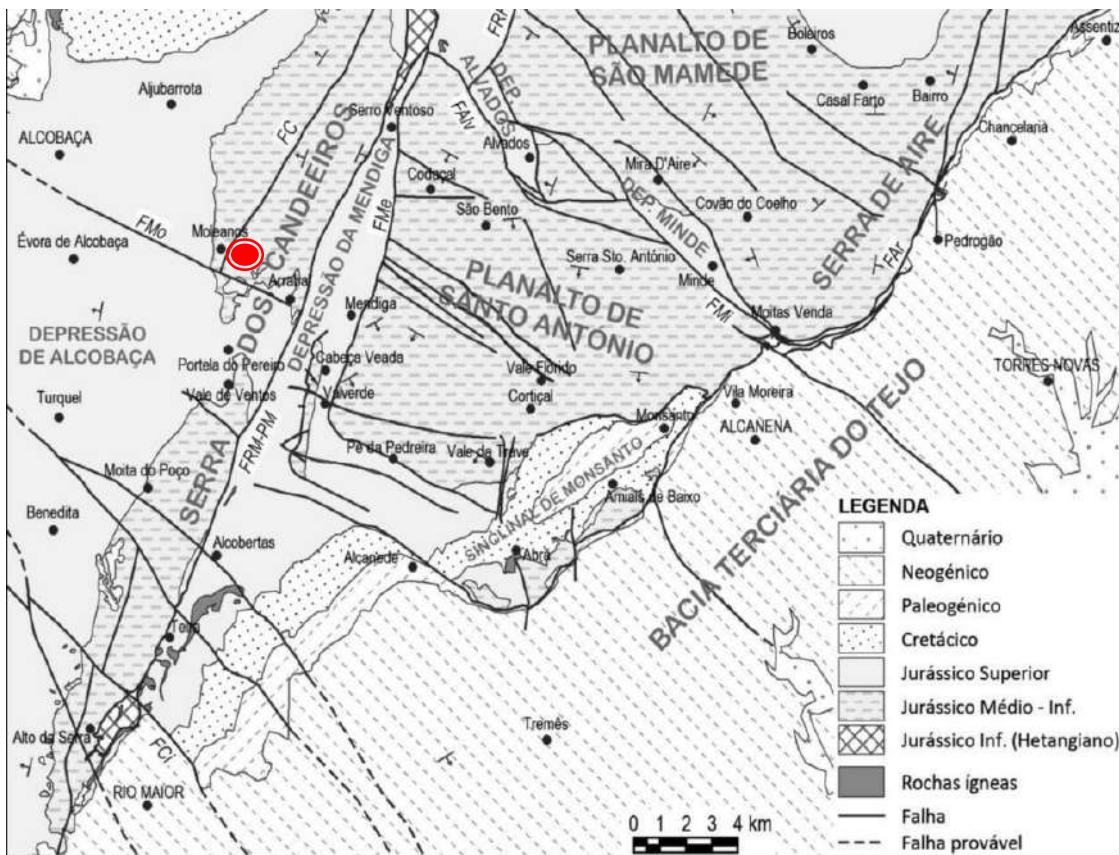 Aljubarrota
ALCOBAÇA
FMo
Évora de Alcobaça
Moleanos
Arrabal
DEPRESSÃO
DE ALCOBAÇA
Turquel
Benedita
Portela do Pereiro
Vale de Ventos
Moita do Poço
SERRA
DOS CANDEEIROS
FC
Serro Ventoso
DEPRESSÃO DA MENDIGA
FMe
FRM-PM
Mendiga
Cabeça Veada
Valverde
Pé da Pedreira
Vale da Trave
Alcobertas
Alcanede
Alto da Serra
FCi
RIO MAIOR
DEP.
ALVADOS
FAlv
Alvados
Codaçal
São Bento
PLANALTO DE
SÃO MAMEDE
Boleiros
Casal Farto
Bairro
Chancelaria
Mira D'Aire
Covão do Coelho
DEP. MINDE
Serra Sto. António
Minde
FMi
PLANALTO DE
SANTO ANTÓNIO
Vale Florido
Cortiçal
SERRA DE AIRE
FAr
Pedrogão
Moitas Venda
TORRES NOVAS
Vila Moreira
ALCANENA
Monsanto
SINCLINAL DE MONSANTO
Amiais de Baixo
Abrã
BACIA TERCIÁRIA DO TEJO
Tremês
LEGENDA
Quaternário
Neogénico
Paleogénico
Cretácico
Jurássico Superior
Jurássico Médio - Inf.
Jurássico Inf. (Hetangiano)
Rochas ígneas
Falha
Falha provável
0 1 2 3 4 km